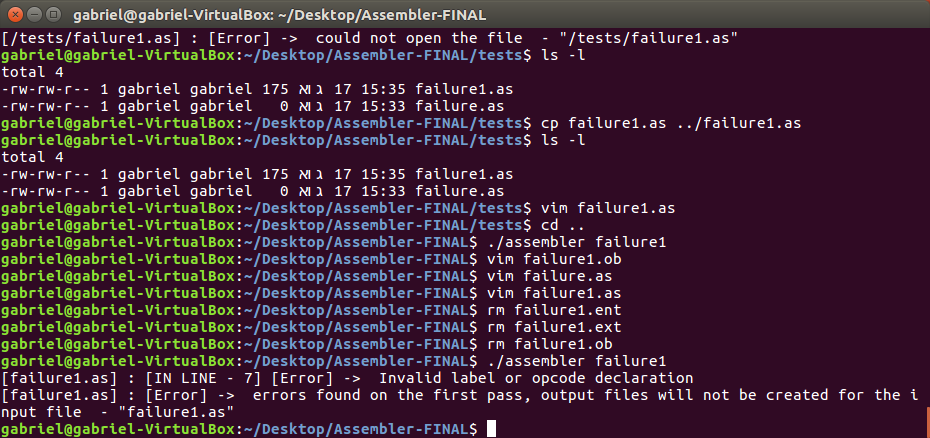 gabriel@gabriel-VirtualBox: ~/Desktop/Assembler-FINAL
[/tests/failure1.as] : [Error] ->  could not open the file  - "/tests/failure1.as"
gabriel@gabriel-VirtualBox:~/Desktop/Assembler-FINAL/tests$ ls -l
total 4
-rw-rw-r-- 1 gabriel gabriel 175 אוג 17 15:35 failure1.as
-rw-rw-r-- 1 gabriel gabriel   0 אוג 17 15:33 failure.as
gabriel@gabriel-VirtualBox:~/Desktop/Assembler-FINAL/tests$ cp failure1.as ../failure1.as
gabriel@gabriel-VirtualBox:~/Desktop/Assembler-FINAL/tests$ ls -l
total 4
-rw-rw-r-- 1 gabriel gabriel 175 אוג 17 15:35 failure1.as
-rw-rw-r-- 1 gabriel gabriel   0 אוג 17 15:33 failure.as
gabriel@gabriel-VirtualBox:~/Desktop/Assembler-FINAL/tests$ vim failure1.as
gabriel@gabriel-VirtualBox:~/Desktop/Assembler-FINAL/tests$ cd ..
gabriel@gabriel-VirtualBox:~/Desktop/Assembler-FINAL$ ./assembler failure1
gabriel@gabriel-VirtualBox:~/Desktop/Assembler-FINAL$ vim failure1.ob
gabriel@gabriel-VirtualBox:~/Desktop/Assembler-FINAL$ vim failure.as
gabriel@gabriel-VirtualBox:~/Desktop/Assembler-FINAL$ vim failure1.as
gabriel@gabriel-VirtualBox:~/Desktop/Assembler-FINAL$ rm failure1.ent
gabriel@gabriel-VirtualBox:~/Desktop/Assembler-FINAL$ rm failure1.ext
gabriel@gabriel-VirtualBox:~/Desktop/Assembler-FINAL$ rm failure1.ob
gabriel@gabriel-VirtualBox:~/Desktop/Assembler-FINAL$ ./assembler failure1
[failure1.as] : [IN LINE - 7] [Error] ->  Invalid label or opcode declaration
[failure1.as] : [Error] ->  errors found on the first pass, output files will not be created for the i
nput file  - "failure1.as"
gabriel@gabriel-VirtualBox:~/Desktop/Assembler-FINAL$